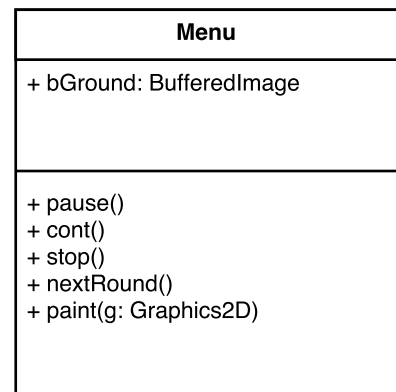 Menu
+ bGround: BufferedImage
+ pause()
+ cont()
+ stop()
+ nextRound()
+ paint(g: Graphics2D)